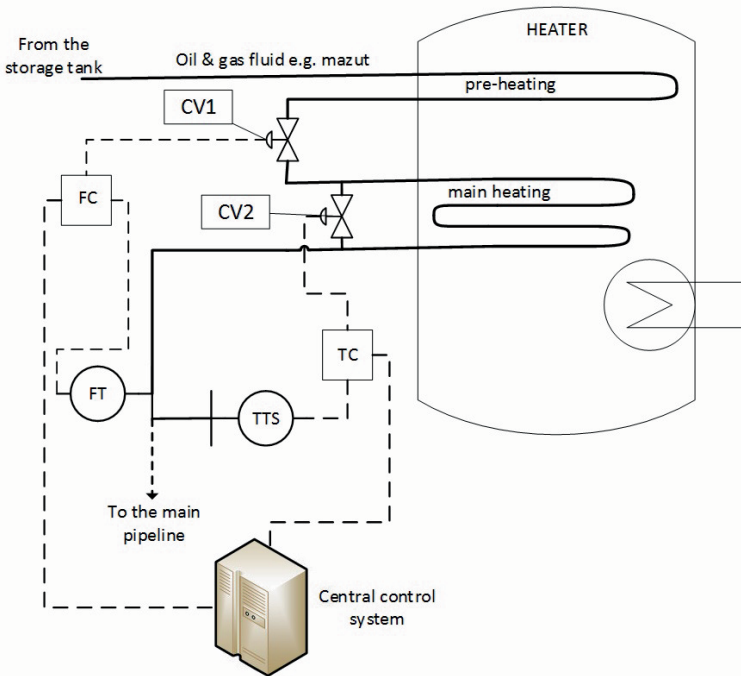 HEATER
From the
storage tank
Oil & gas fluid e.g. mazut
pre-heating
CV1
FC
main heating
CV2
TC
FT
TTS
To the main
pipeline
Central control
system